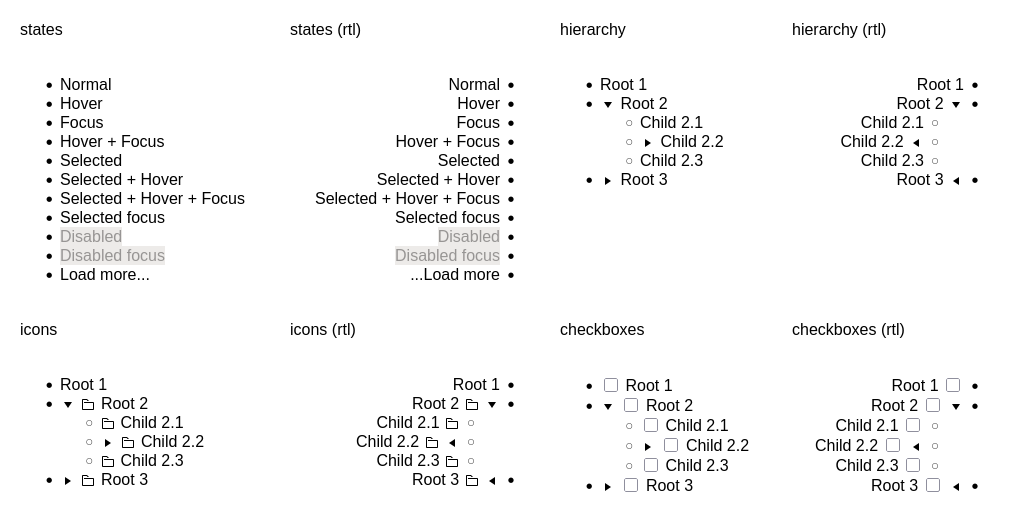 states
Normal
Hover
Focus
Hover + Focus
Selected
Selected + Hover
Selected + Hover + Focus
Selected focus
Disabled
Disabled focus
Load more...
states (rtl)
Normal
Hover
Focus
Hover + Focus
Selected
Selected + Hover
Selected + Hover + Focus
Selected focus
Disabled
Disabled focus
...Load more
hierarchy
Root 1
Root 2
Child 2.1
Child 2.2
Child 2.3
Root 3
hierarchy (rtl)
Root 1
Root 2
Child 2.1
Child 2.2
Child 2.3
Root 3
icons
Root 1
Root 2
Child 2.1
Child 2.2
Child 2.3
Root 3
icons (rtl)
Root 1
Root 2
Child 2.1
Child 2.2
Child 2.3
Root 3
checkboxes
Root 1
Root 2
Child 2.1
Child 2.2
Child 2.3
Root 3
checkboxes (rtl)
Root 1
Root 2
Child 2.1
Child 2.2
Child 2.3
Root 3